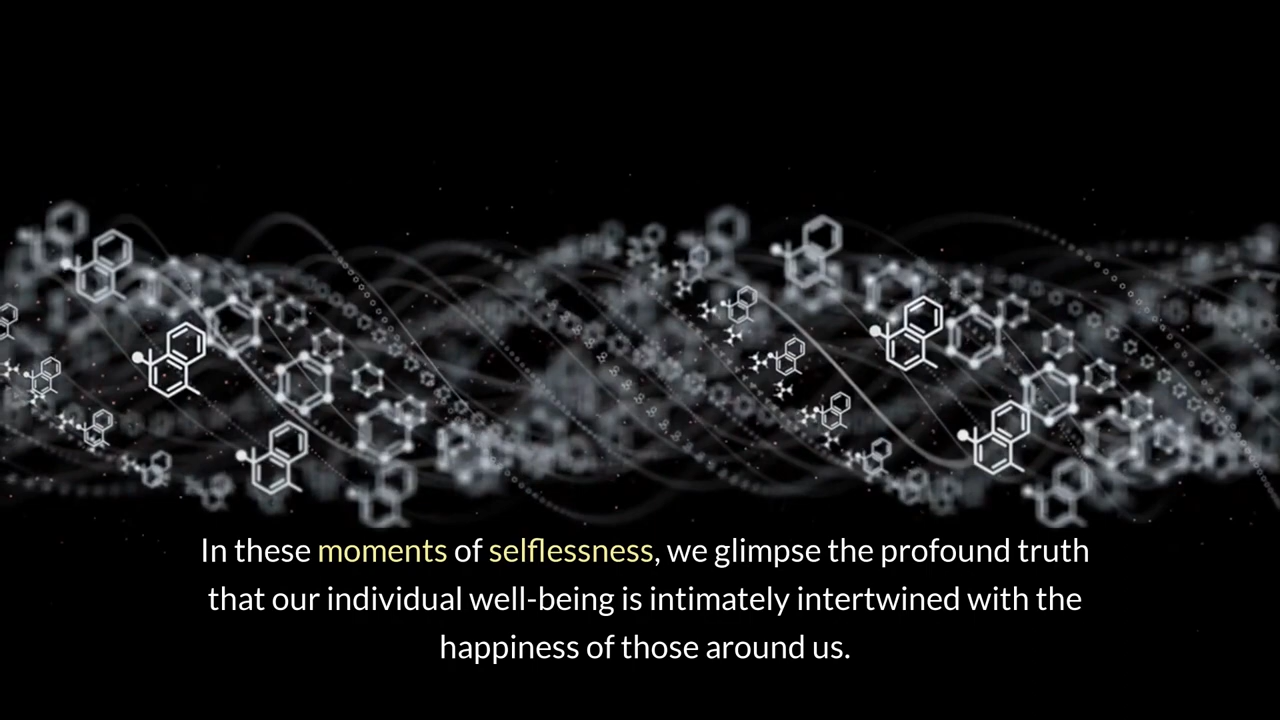 In these moments of selflessness, we glimpse the profound truth
that our individual well-being is intimately intertwined with the
happiness of those around us.